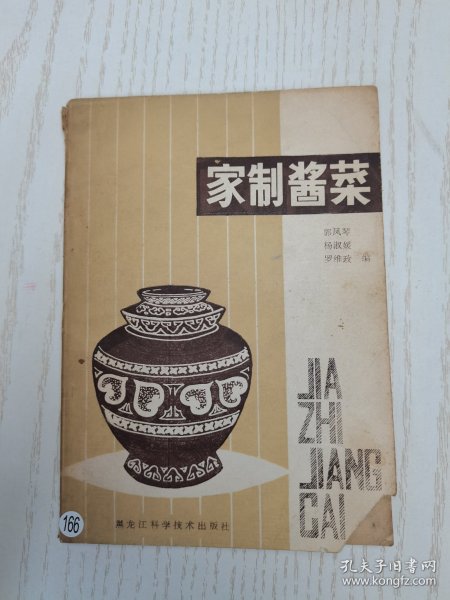 家制酱菜
郭凤琴
杨淑媛
罗维政 编
JIA
ZHI
JIANG
CAI
黑龙江科学技术出版社
166
孔夫子旧书网
www.kongfz.com